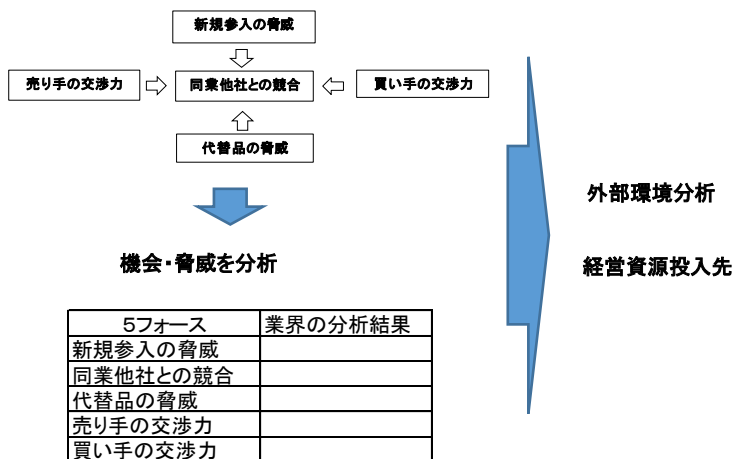 新規参入の脅威
売り手の交渉力
同業他社との競合
買い手の交渉力
代替品の脅威
機会・脅威を分析
外部環境分析
経営資源投入先
5フォース 業界の分析結果
新規参入の脅威
同業他社との競合
代替品の脅威
売り手の交渉力
買い手の交渉力